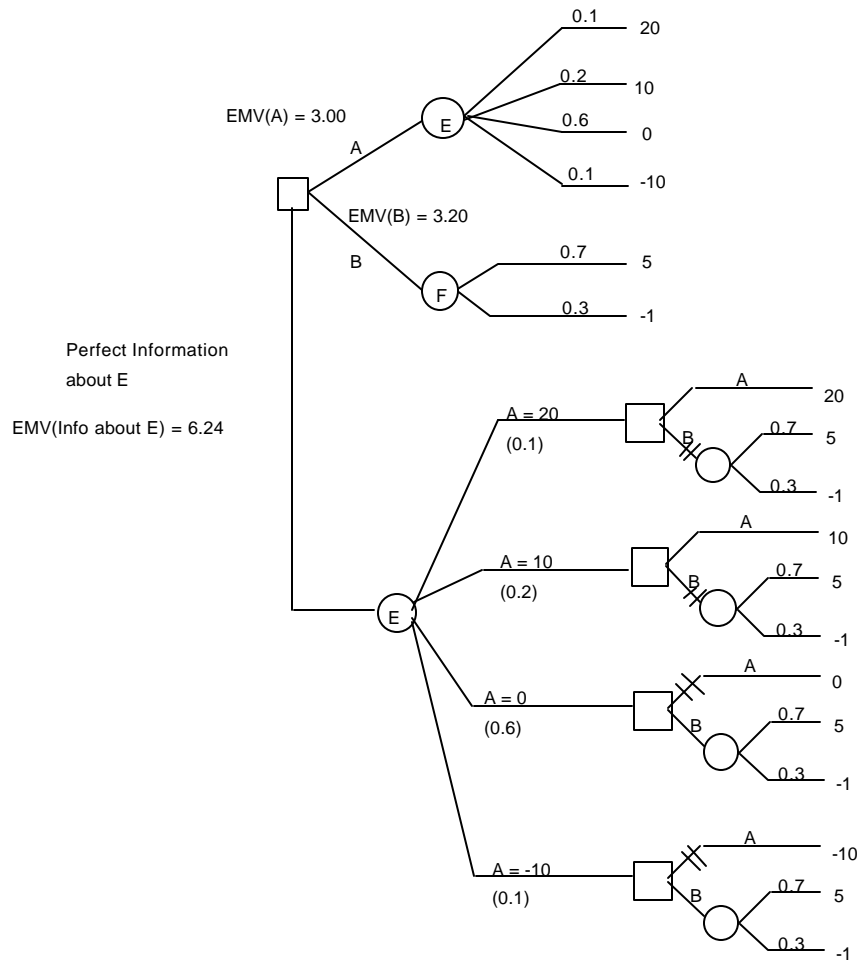 0.1
20
0.2
10
EMV(A) = 3.00
E
0.6
0
A
0.1
-10
EMV(B) = 3.20
B
0.7
5
F
0.3
-1
Perfect Information
about E
EMV(Info about E) = 6.24
A
20
A = 20
(0.1)
B
0.7
5
0.3
-1
A
10
A = 10
(0.2)
B
0.7
5
0.3
-1
E
A
0
A = 0
(0.6)
B
0.7
5
0.3
-1
A
-10
A = -10
(0.1)
B
0.7
5
0.3
-1